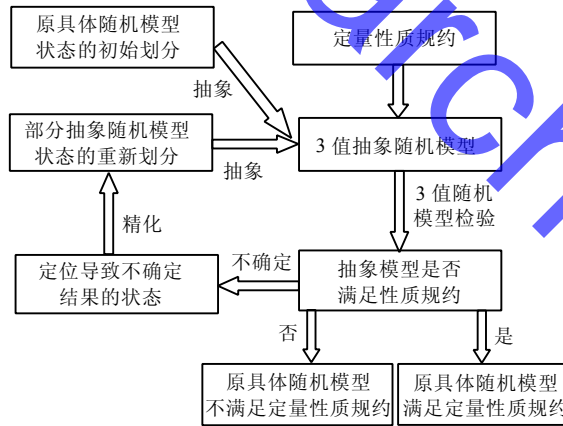 原具体随机模型
状态的初始划分
定量性质规约
抽象
部分抽象随机模型
状态的重新划分
抽象
3 值抽象随机模型
3 值随机
模型检验
精化
不确定
定位导致不确定
结果的状态
抽象模型是否
满足性质规约
否
是
原具体随机模型
不满足定量性质规约
原具体随机模型
满足定量性质规约